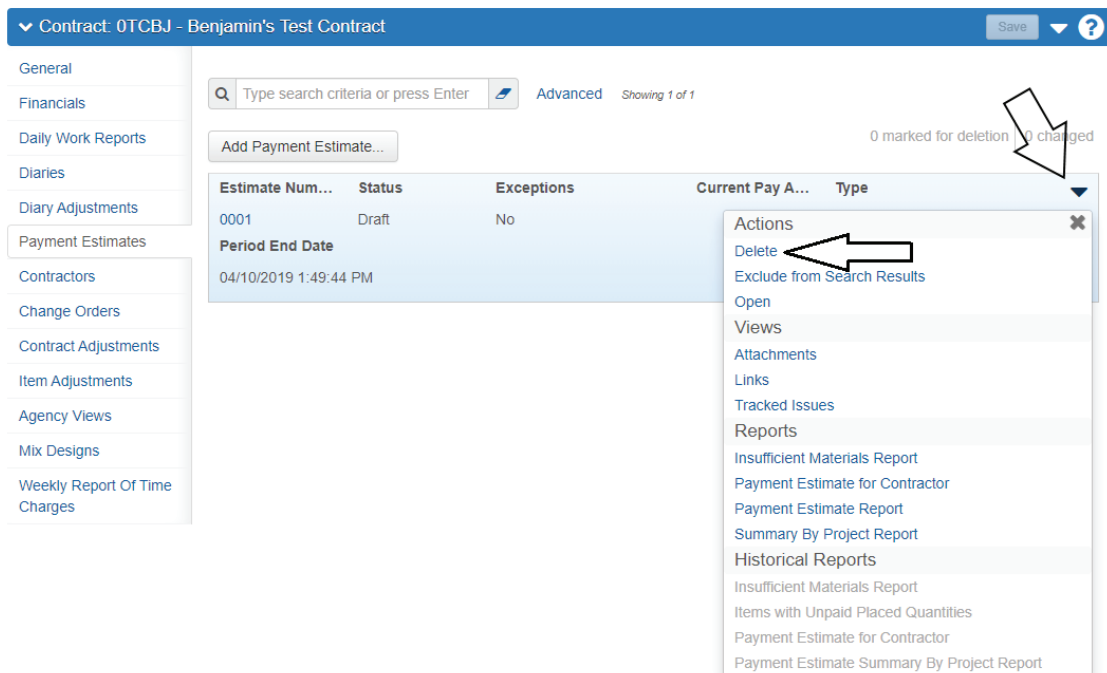 Contract: 0TCBJ - Benjamin's Test Contract
Save
?
General
Financials
Daily Work Reports
Diaries
Diary Adjustments
Payment Estimates
Contractors
Change Orders
Contract Adjustments
Item Adjustments
Agency Views
Mix Designs
Weekly Report Of Time
Charges
Type search criteria or press Enter
Advanced
Showing 1 of 1
Add Payment Estimate...
0 marked for deletion
0 changed
Estimate Num... Status Exceptions Current Pay A... Type
0001 Draft No
Period End Date
04/10/2019 1:49:44 PM
Actions
Delete
Exclude from Search Results
Open
Views
Attachments
Links
Tracked Issues
Reports
Insufficient Materials Report
Payment Estimate for Contractor
Payment Estimate Report
Summary By Project Report
Historical Reports
Insufficient Materials Report
Items with Unpaid Placed Quantities
Payment Estimate for Contractor
Payment Estimate Summary By Project Report